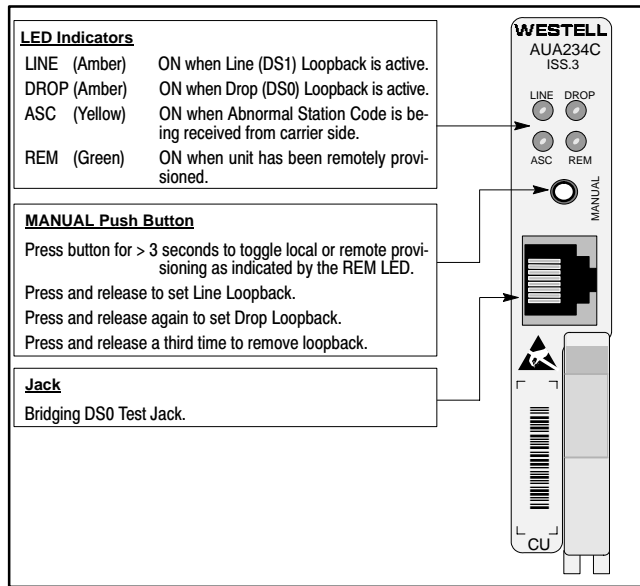 LED Indicators
LINE (Amber) ON when Line (DS1) Loopback is active.
DROP (Amber) ON when Drop (DS0) Loopback is active.
ASC (Yellow) ON when Abnormal Station Code is be-
ing received from carrier side.
REM (Green) ON when unit has been remotely provi-
sioned.
MANUAL Push Button
Press button for > 3 seconds to toggle local or remote provi-
sioning as indicated by the REM LED.
Press and release to set Line Loopback.
Press and release again to set Drop Loopback.
Press and release a third time to remove loopback.
Jack
Bridging DS0 Test Jack.
WESTELL
AUA234C
ISS.3
LINE DROP
ASC REM
MANUAL
CU